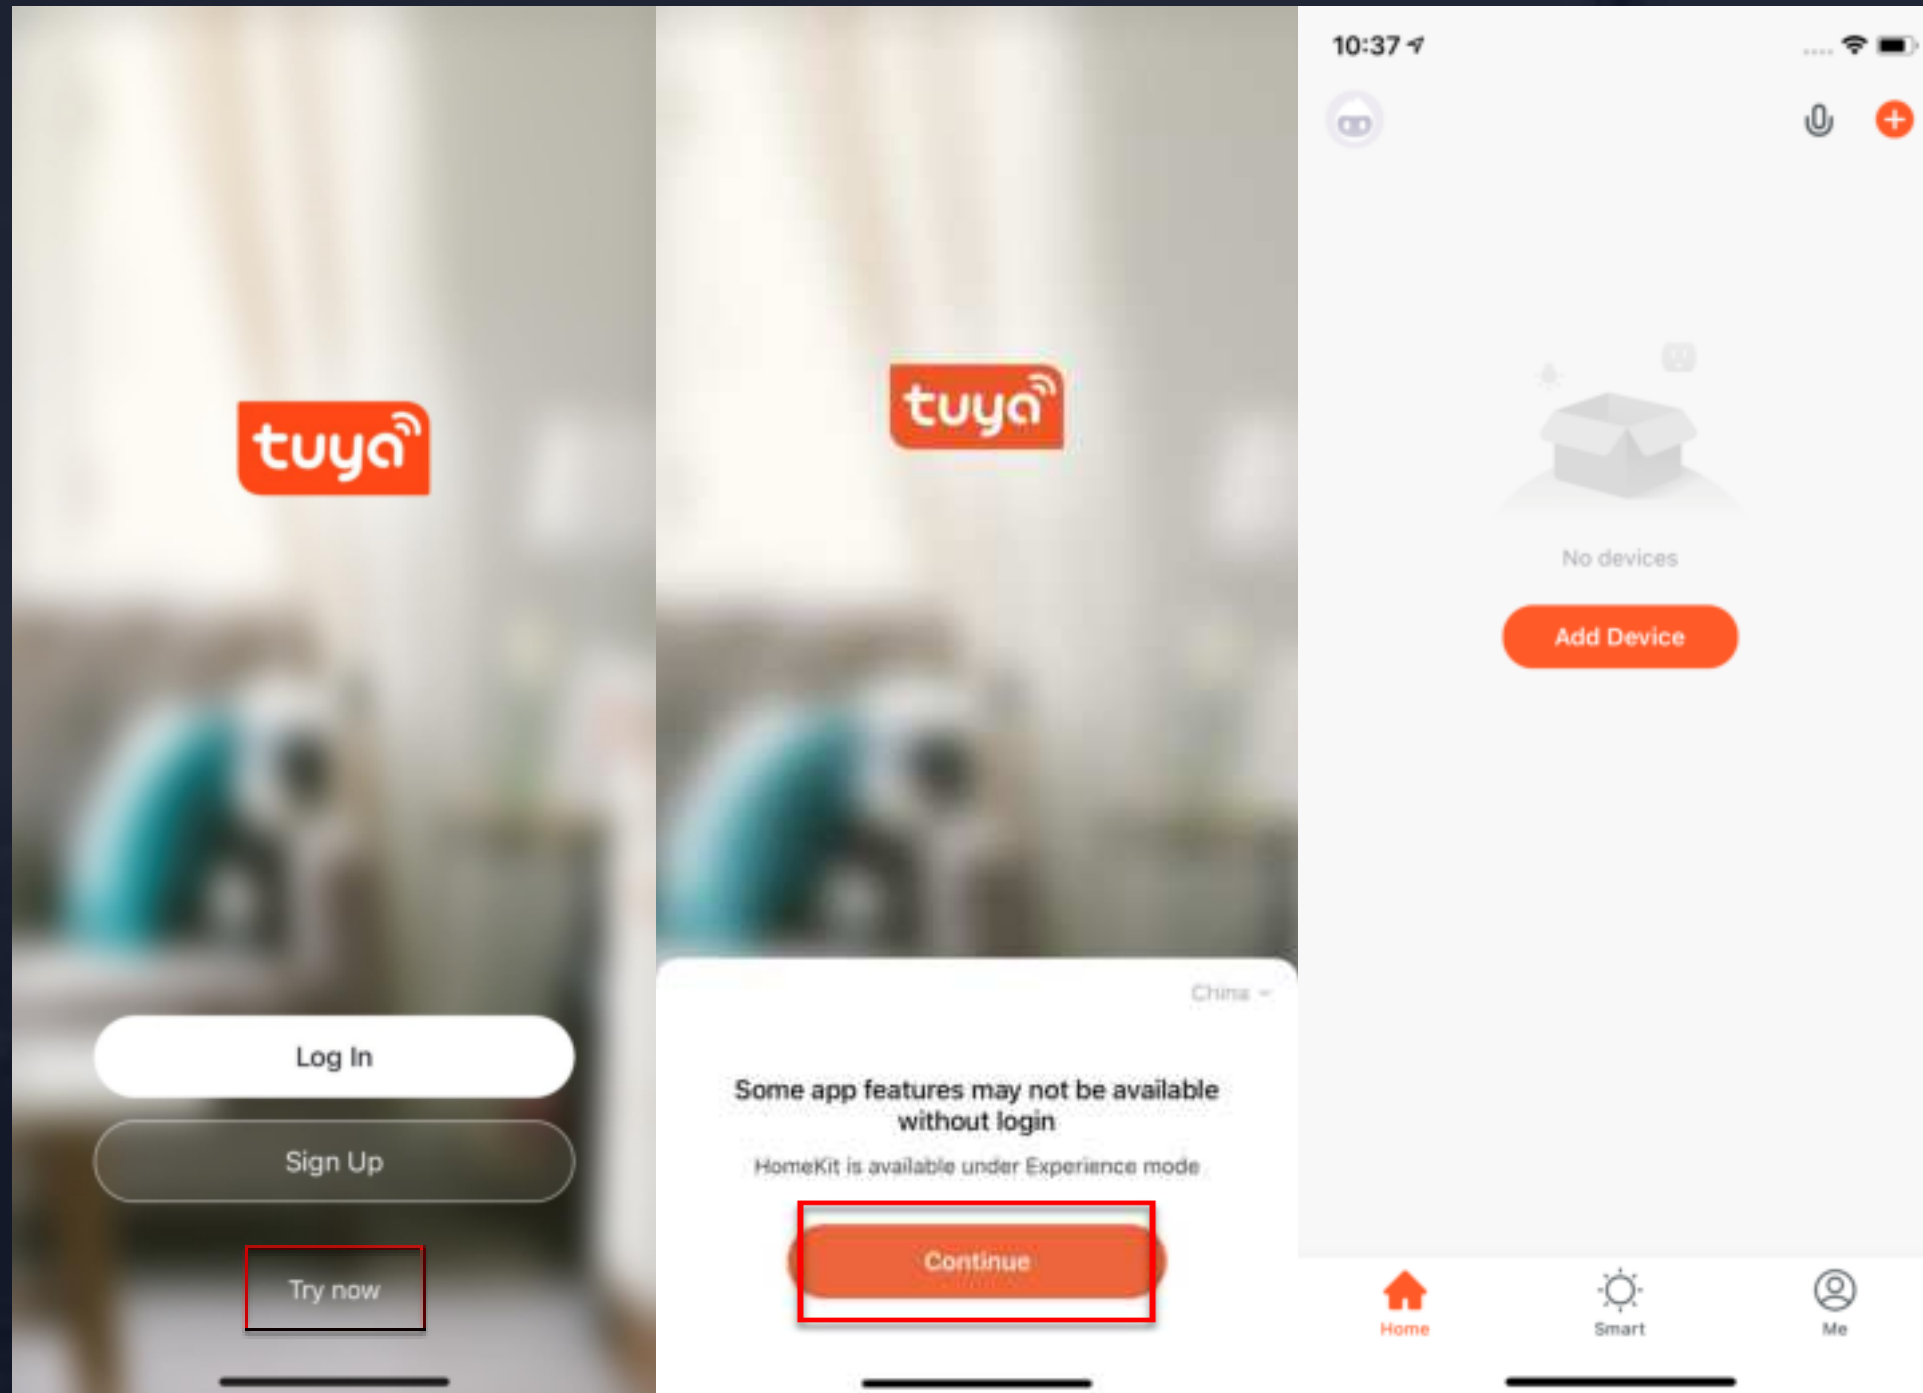 tuya
Log In
Sign Up
Try now
tuya
China
Some app features may not be available
without login
HomeKit is available under Experience mode
Continue
10:37
No devices
Add Device
Home
Smart
Me